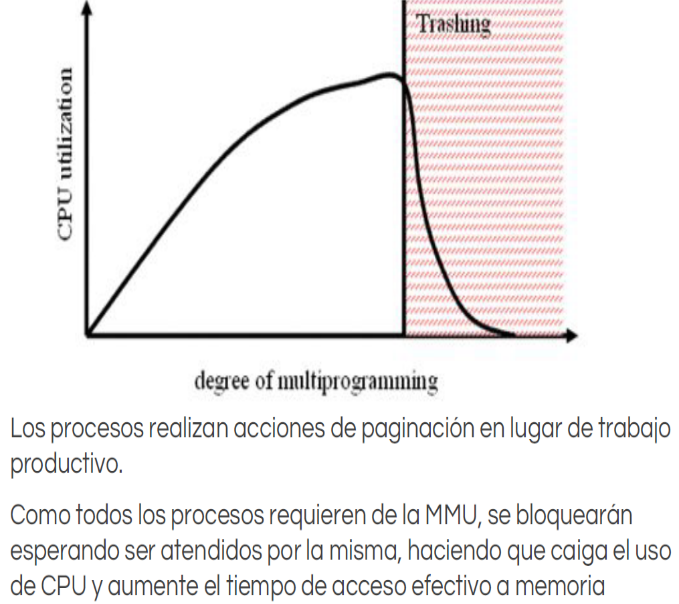 Trashing
CPU utilization
degree of multiprogramming
Los procesos realizan acciones de paginación en lugar de trabajo
productivo.
Como todos los procesos requieren de la MMU, se bloquearán
esperando ser atendidos por la misma, haciendo que caiga el uso
de CPU y aumente el tiempo de acceso efectivo a memoria